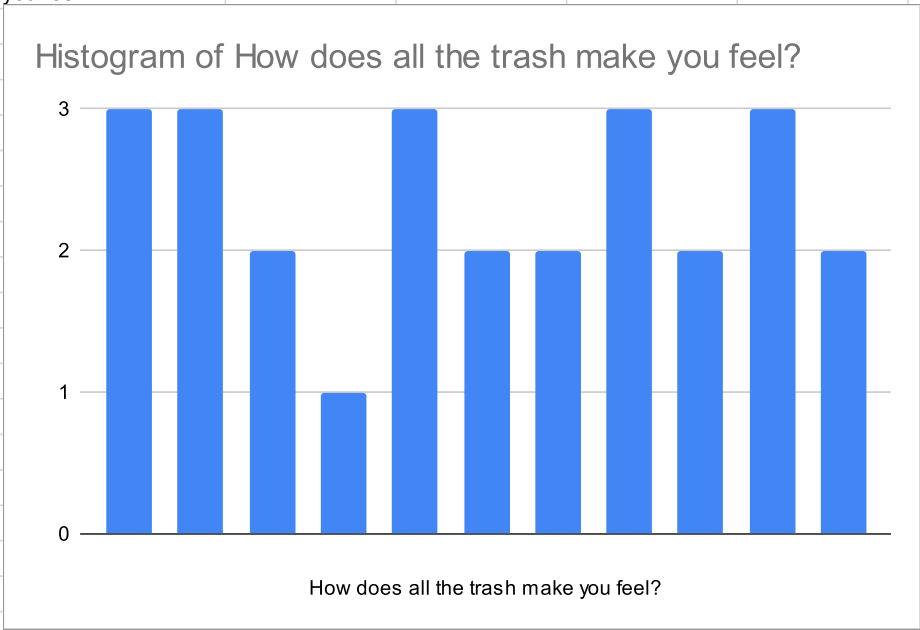 Histogram of How does all the trash make you feel?
3
2
1
0
How does all the trash make you feel?